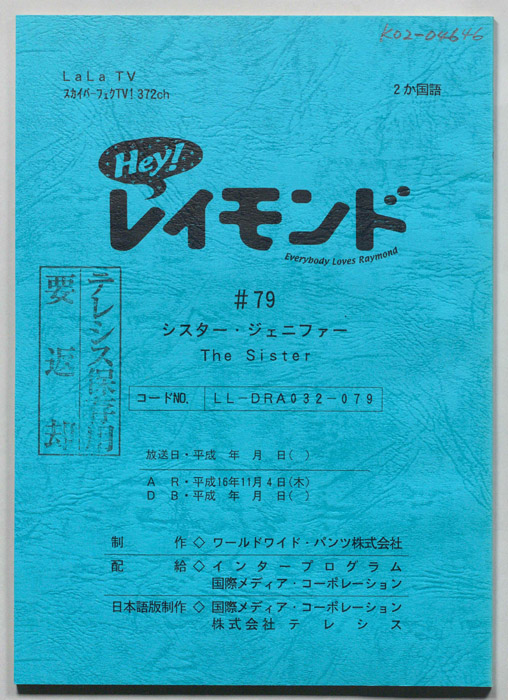 K02-04646
LaLa TV
スカイパーフェクTV! 372ch
2か国語
Hey!
レイモンド
Everybody Loves Raymond
#79
シスター・ジェニファー
The Sister
コードNO. LL-DRA032-079
テレシス保存用
要返却
放送日・平成 年 月 日( )
A R・平成16年11月4日(木)
D B・平成 年 月 日( )
制作◇ワールドワイド・パンツ株式会社
配給◇インタープログラム
国際メディア・コーポレーション
日本語版制作◇国際メディア・コーポレーション
株式会社テレシス